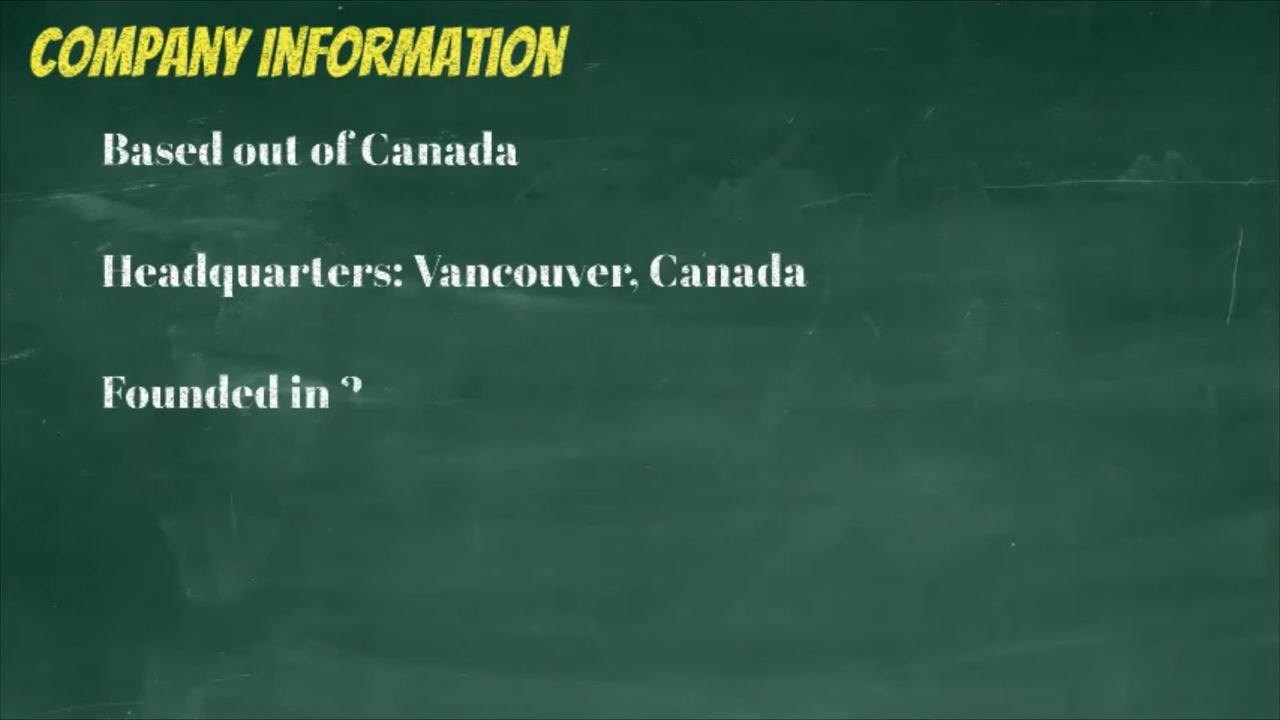 COMPANY INFORMATION
Based out of Canada
Headquarters: Vancouver, Canada
Founded in ?